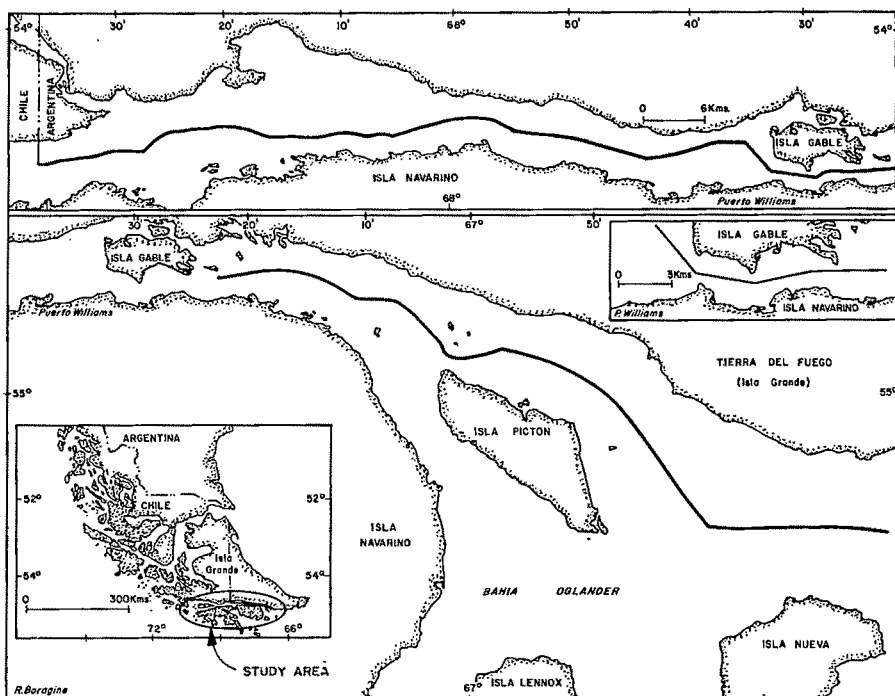 54° 30' 20' 10' 68° 50' 40' 30' 54°
CHILE
ARGENTINA
0 6Kms.
ISLA GABLE
ISLA NAVARINO
68°
Puerto Williams
30' 20' 10' 67° 50'
ISLA GABLE
ISLA GABLE
0 3Kms
Puerto Williams
P. Williams
ISLA NAVARINO
TIERRA DEL FUEGO
(Isla Grande)
55°
55°
ISLA PICTON
ARGENTINA
52°
52°
CHILE
ISLA
NAVARINO
Isla
Grande
54°
54°
BAHIA OGLANDER
0 300Kms.
72° 66°
STUDY AREA
ISLA NUEVA
R.Boragine
67°
ISLA LENNOX